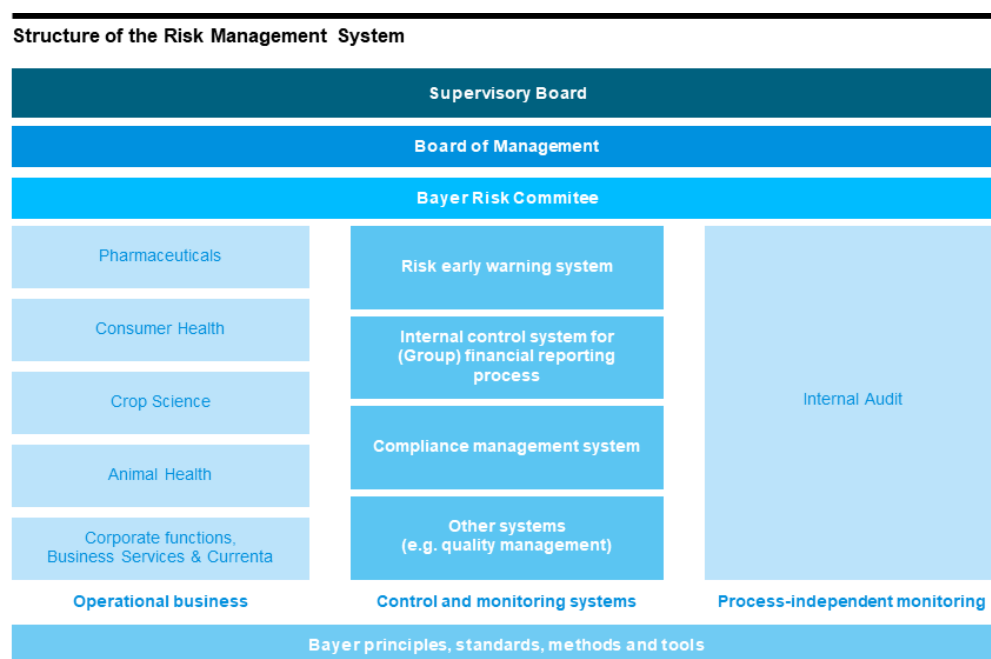 Structure of the Risk Management System
Supervisory Board
Board of Management
Bayer Risk Commitee
Pharmaceuticals
Consumer Health
Crop Science
Animal Health
Corporate functions,
Business Services & Currenta
Operational business
Risk early warning system
Internal control system for
(Group) financial reporting
process
Compliance management system
Other systems
(e.g. quality management)
Control and monitoring systems
Internal Audit
Process-independent monitoring
Bayer principles, standards, methods and tools